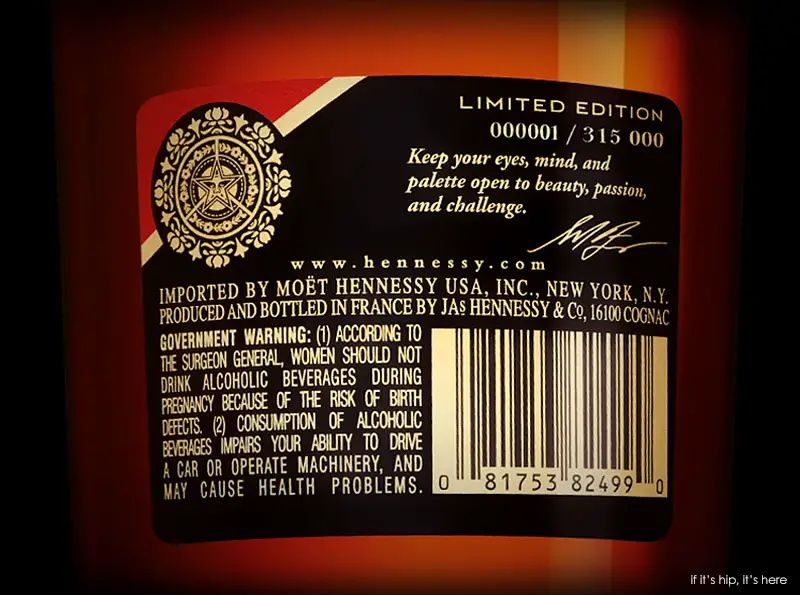 LIMITED EDITION
000001 / 315 000
Keep your eyes, mind, and
palette open to beauty, passion,
and challenge.
www.hennessy.com
IMPORTED BY MOËT HENNESSY USA, INC., NEW YORK, N.Y.
PRODUCED AND BOTTLED IN FRANCE BY JAS HENNESSY & Co, 16100 COGNAC
GOVERNMENT WARNING: (1) ACCORDING TO
THE SURGEON GENERAL, WOMEN SHOULD NOT
DRINK ALCOHOLIC BEVERAGES DURING
PREGNANCY BECAUSE OF THE RISK OF BIRTH
DEFECTS. (2) CONSUMPTION OF ALCOHOLIC
BEVERAGES IMPAIRS YOUR ABILITY TO DRIVE
A CAR OR OPERATE MACHINERY, AND
MAY CAUSE HEALTH PROBLEMS.
0 81753 82499 0
if it's hip, it's here